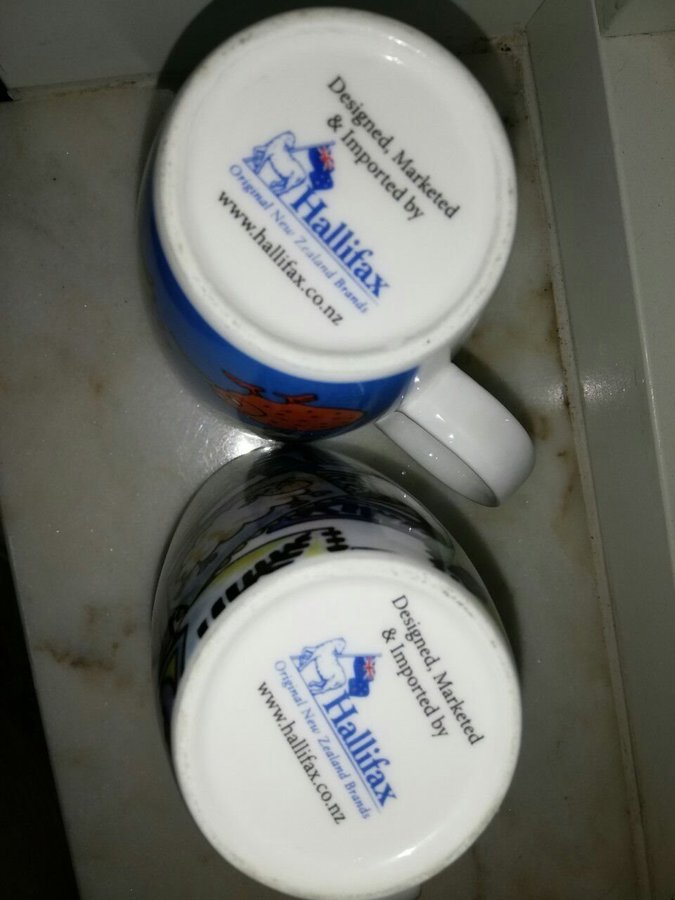 Designed, Marketed
& Imported by
Hallifax
Original New Zealand Brands
www.hallifax.co.nz
Designed, Marketed
& Imported by
Hallifax
Original New Zealand Brands
www.hallifax.co.nz